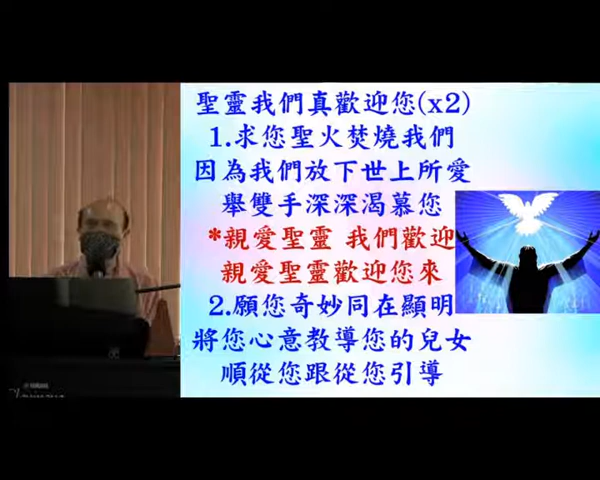 聖靈我們真歡迎您(x2)
1.求您聖火焚燒我們
因為我們放下世上所愛
舉雙手深深渴慕您
*親愛聖靈 我們歡迎
親愛聖靈歡迎您來
2.願您奇妙同在顯明
將您心意教導您的兒女
順從您跟從您引導
YAMAHA